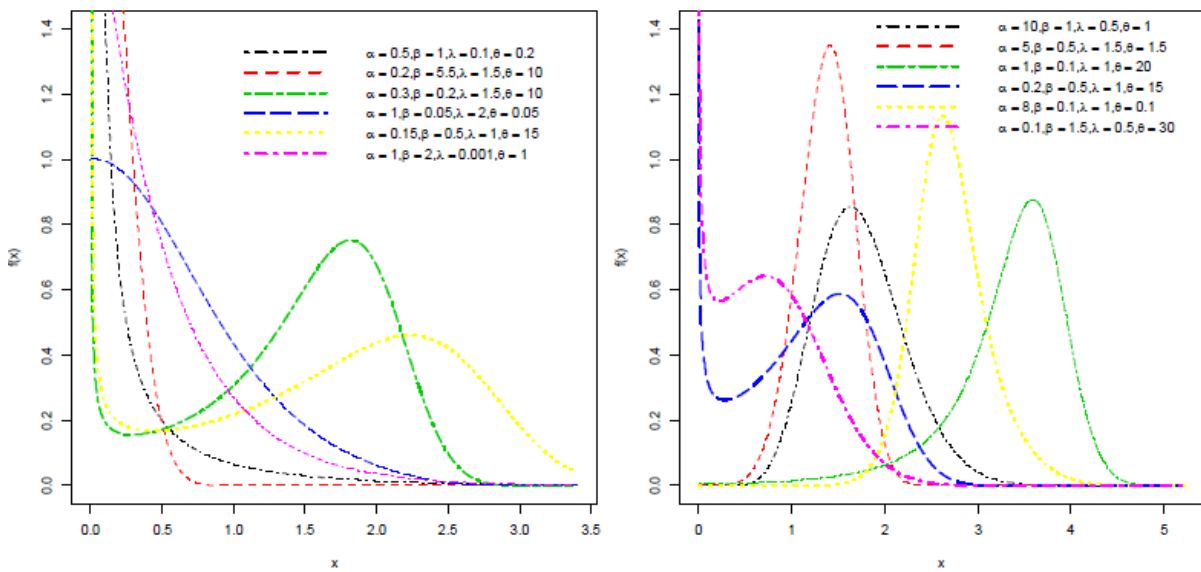 α = 0.5,β = 1,λ = 0.1,θ = 0.2
α = 0.2,β = 5.5,λ = 1.5,θ = 10
α = 0.3,β = 0.2,λ = 1.5,θ = 10
α = 1,β = 0.05,λ = 2,θ = 0.05
α = 0.15,β = 0.5,λ = 1,θ = 15
α = 1,β = 2,λ = 0.001,θ = 1
f(x)
1.4
1.2
1.0
0.8
0.6
0.4
0.2
0.0
0.0 0.5 1.0 1.5 2.0 2.5 3.0 3.5
x
α = 10,β = 1,λ = 0.5,θ = 1
α = 5,β = 0.5,λ = 1.5,θ = 1.5
α = 1,β = 0.1,λ = 1,θ = 20
α = 0.2,β = 0.5,λ = 1,θ = 15
α = 8,β = 0.1,λ = 1,θ = 0.1
α = 0.1,β = 1.5,λ = 0.5,θ = 30
f(x)
1.4
1.2
1.0
0.8
0.6
0.4
0.2
0.0
0 1 2 3 4 5
x